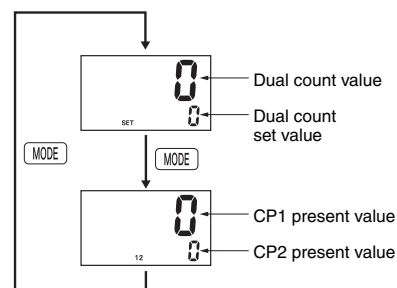 0
Dual count value
SET
0
Dual count
set value
MODE
MODE
0
CP1 present value
12
0
CP2 present value